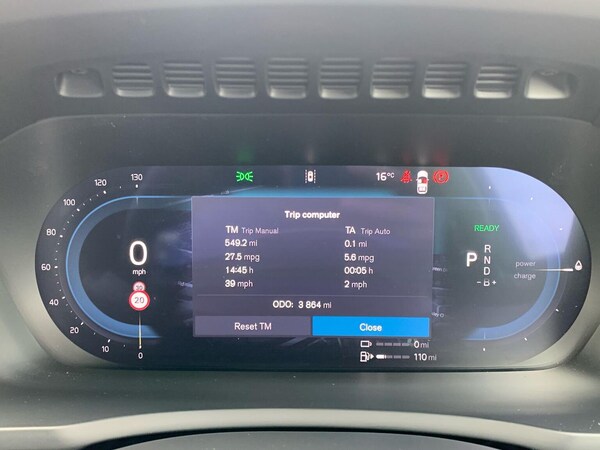 120 130
16°C
100
80
60
40
20
10
0
0
mph
20
Trip computer
TM Trip Manual TA Trip Auto
549.2 mi 0.1 mi
27.5 mpg 5.6 mpg
14:45 h 00:05 h
39 mph 2 mph
ODO: 3 864 mi
Reset TM Close
READY
P
R
N
D
-B+
power
charge
0 mi
110 mi